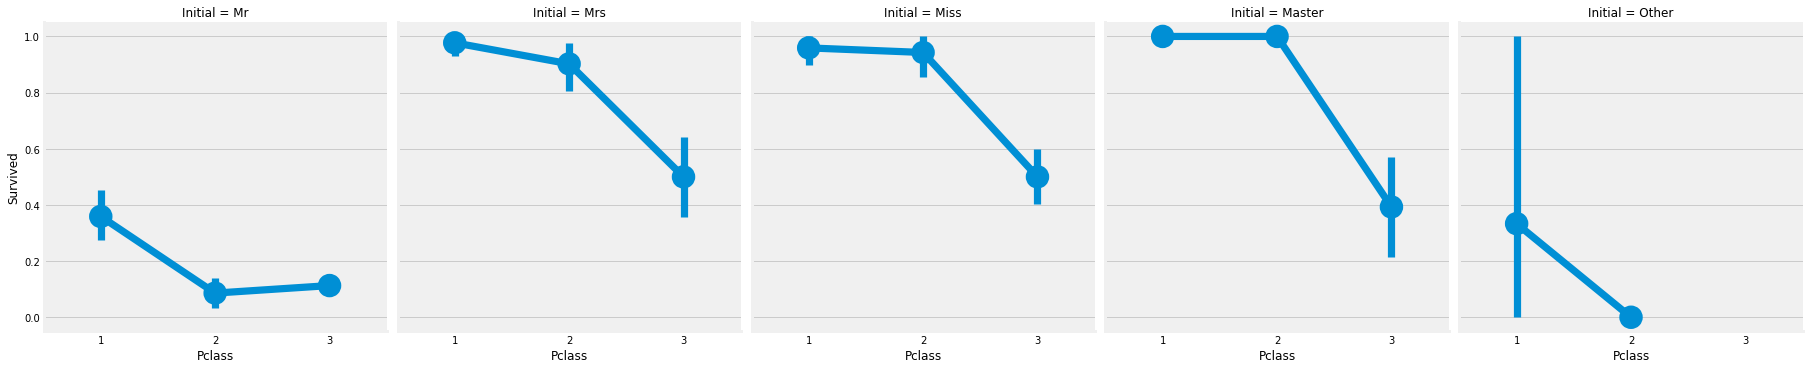 Initial = Mr Initial = Mrs Initial = Miss Initial = Master Initial = Other
1.0
0.8
0.6
0.4
0.2
0.0
Survived
1 2 3 1 2 3 1 2 3 1 2 3 1 2 3
Pclass Pclass Pclass Pclass Pclass